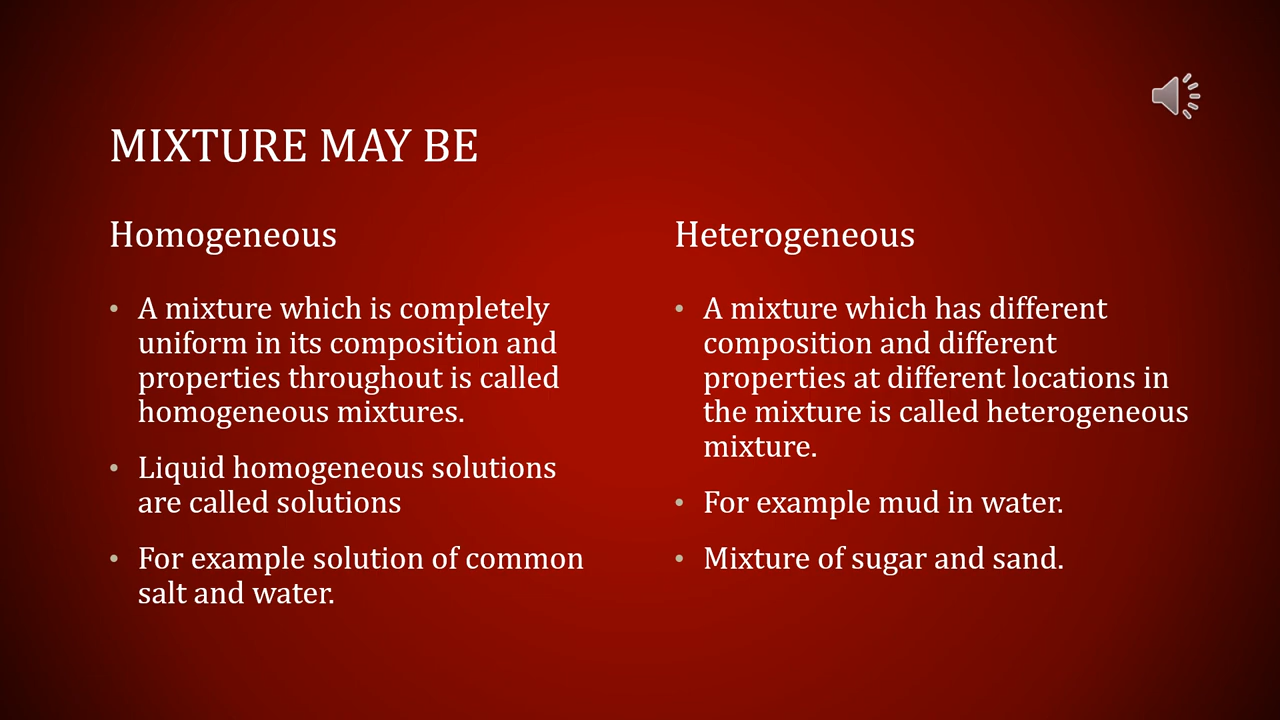 MIXTURE MAY BE
Homogeneous
• A mixture which is completely
uniform in its composition and
properties throughout is called
homogeneous mixtures.
• Liquid homogeneous solutions
are called solutions
• For example solution of common
salt and water.
Heterogeneous
• A mixture which has different
composition and different
properties at different locations in
the mixture is called heterogeneous
mixture.
• For example mud in water.
• Mixture of sugar and sand.